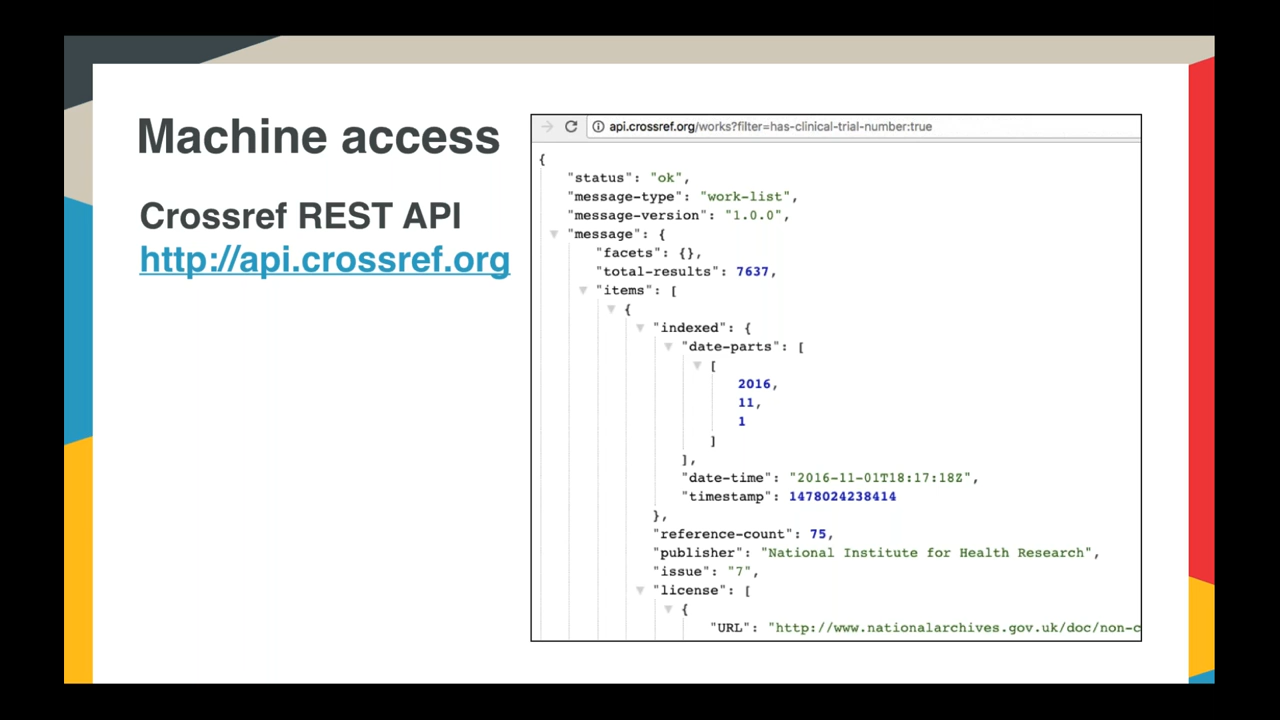 Machine access
Crossref REST API
http://api.crossref.org
api.crossref.org/works?filter=has-clinical-trial-number:true
{
"status": "ok",
"message-type": "work-list",
"message-version": "1.0.0",
"message": {
"facets": {},
"total-results": 7637,
"items": [
{
"indexed": {
"date-parts": [
[
2016,
11,
1
]
],
"date-time": "2016-11-01T18:17:18Z",
"timestamp": 1478024238414
},
"reference-count": 75,
"publisher": "National Institute for Health Research",
"issue": "7",
"license": [
{
"URL": "http://www.nationalarchives.gov.uk/doc/non-c